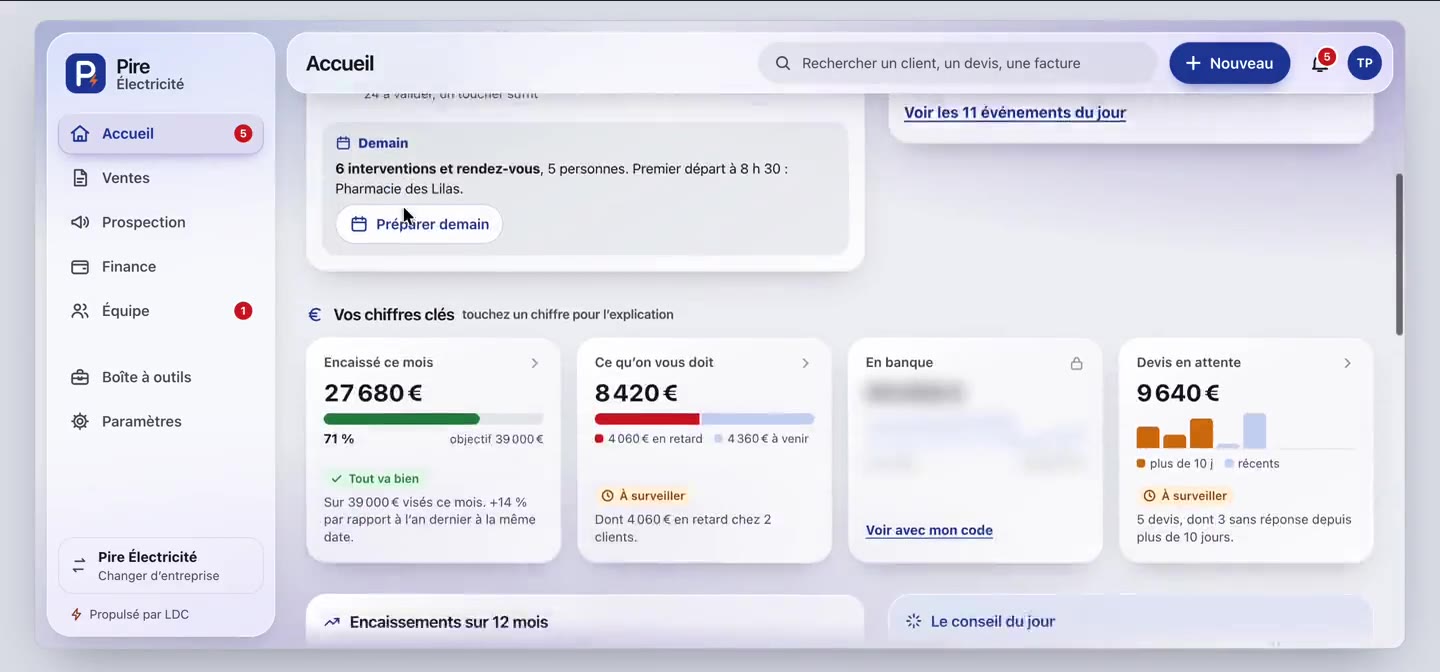 Pire
Électricité
Accueil
5
Ventes
Prospection
Finance
Équipe
1
Boîte à outils
Paramètres
Pire Électricité
Changer d'entreprise
Propulsé par LDC
Accueil
Rechercher un client, un devis, une facture
+ Nouveau
5
TP
24 à valider, un toucher suffit
Demain
6 interventions et rendez-vous, 5 personnes. Premier départ à 8 h 30 :
Pharmacie des Lilas.
Préparer demain
Voir les 11 événements du jour
€ Vos chiffres clés touchez un chiffre pour l'explication
Encaissé ce mois
27 680 €
71 % objectif 39 000 €
Tout va bien
Sur 39 000 € visés ce mois. +14 %
par rapport à l'an dernier à la même
date.
Ce qu'on vous doit
8 420 €
4 060 € en retard 4 360 € à venir
À surveiller
Dont 4 060 € en retard chez 2
clients.
En banque
Voir avec mon code
Devis en attente
9 640 €
plus de 10 j récents
À surveiller
5 devis, dont 3 sans réponse depuis
plus de 10 jours.
Encaissements sur 12 mois
Le conseil du jour